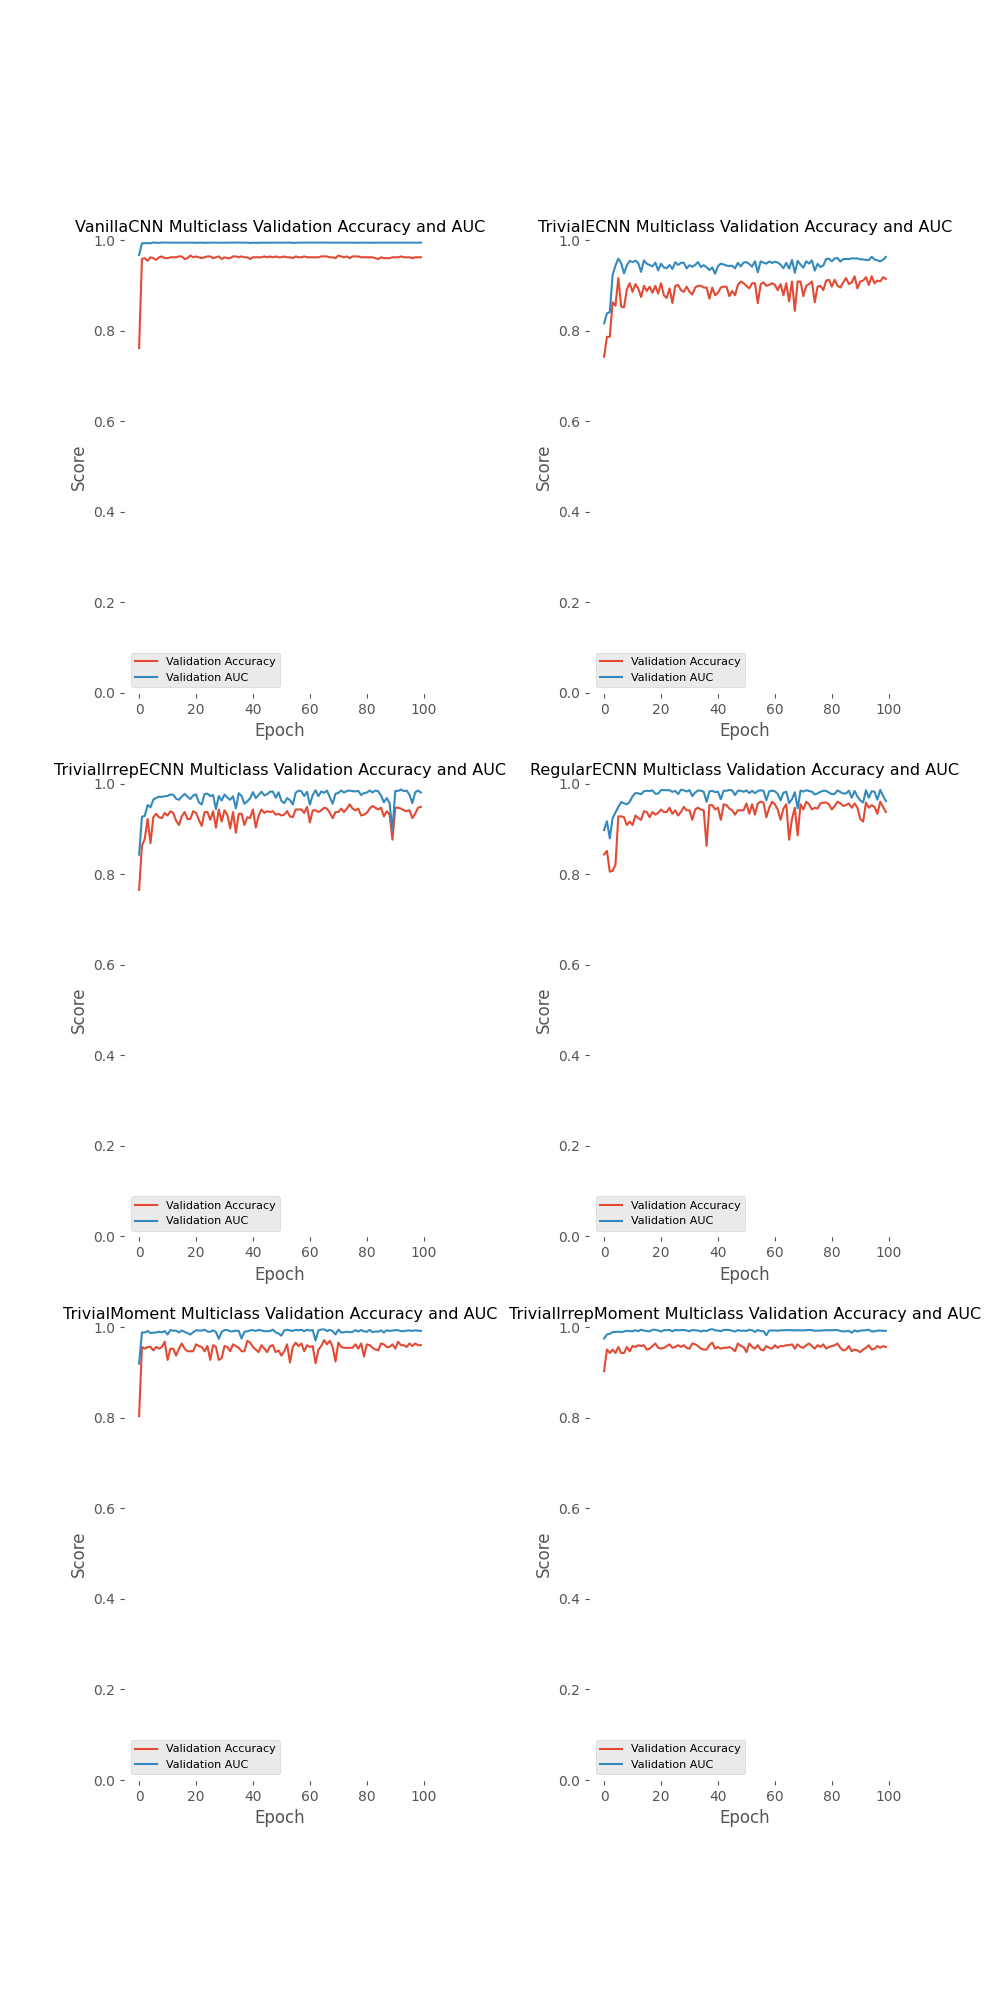 VanillaCNN Multiclass Validation Accuracy and AUC
1.0
0.8
0.6
0.4
0.2
0.0
Score
Validation Accuracy
Validation AUC
0 20 40 60 80 100
Epoch
TrivialECNN Multiclass Validation Accuracy and AUC
1.0
0.8
0.6
0.4
0.2
0.0
Score
Validation Accuracy
Validation AUC
0 20 40 60 80 100
Epoch
TrivialIrrepECNN Multiclass Validation Accuracy and AUC
1.0
0.8
0.6
0.4
0.2
0.0
Score
Validation Accuracy
Validation AUC
0 20 40 60 80 100
Epoch
RegularECNN Multiclass Validation Accuracy and AUC
1.0
0.8
0.6
0.4
0.2
0.0
Score
Validation Accuracy
Validation AUC
0 20 40 60 80 100
Epoch
TrivialMoment Multiclass Validation Accuracy and AUC
1.0
0.8
0.6
0.4
0.2
0.0
Score
Validation Accuracy
Validation AUC
0 20 40 60 80 100
Epoch
TrivialIrrepMoment Multiclass Validation Accuracy and AUC
1.0
0.8
0.6
0.4
0.2
0.0
Score
Validation Accuracy
Validation AUC
0 20 40 60 80 100
Epoch